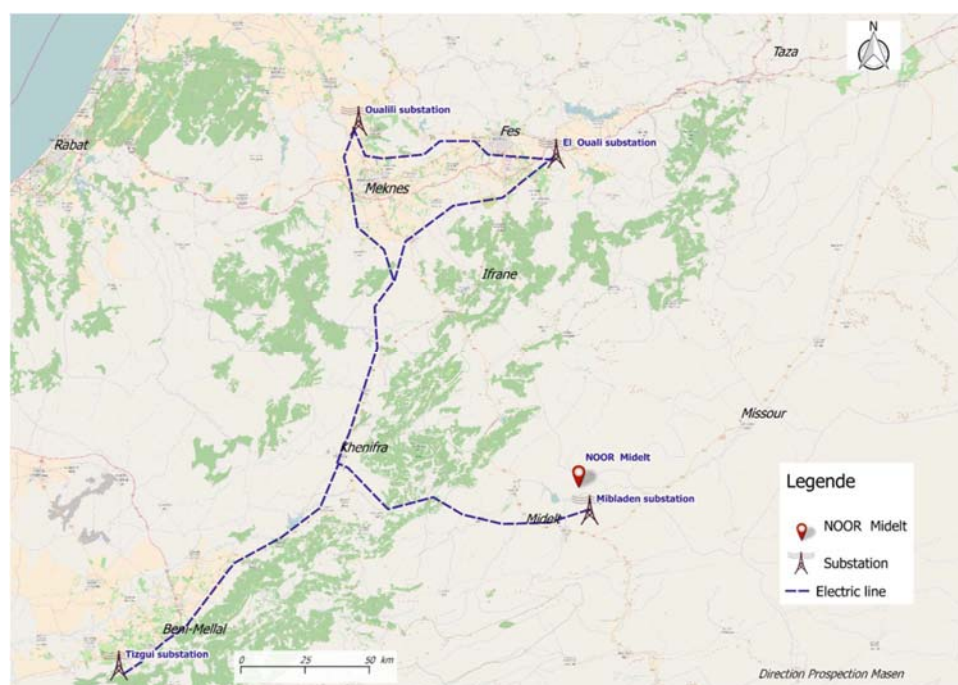 N
Taza
Oualili substation
Fes
El Ouali substation
Rabat
Meknes
Ifrane
Missour
Khenifra
NOOR Midelt
Mibladen substation
Midelt
Legende
NOOR Midelt
Substation
Electric line
Beni-Mellal
Tizgui substation
0 25 50 km
Direction Prospection Masen